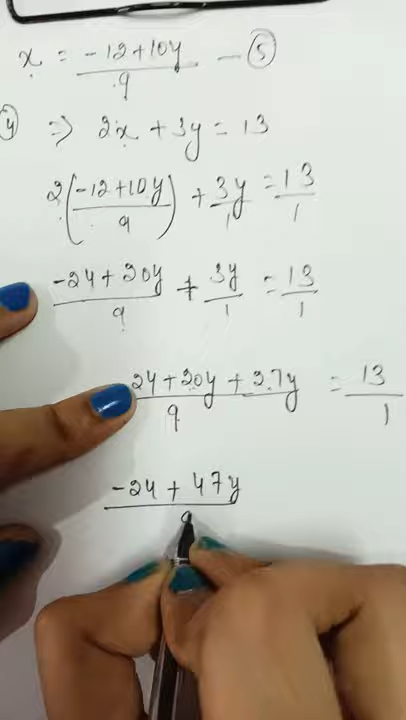 x = -12+10y / 9 — (5)
(4) ⇒ 2x + 3y = 13
2(-12+10y / 9) + 3y / 1 = 13 / 1
-24+20y / 9 + 3y / 1 = 13 / 1
24+20y+27y / 9 = 13 / 1
-24+47y / 9